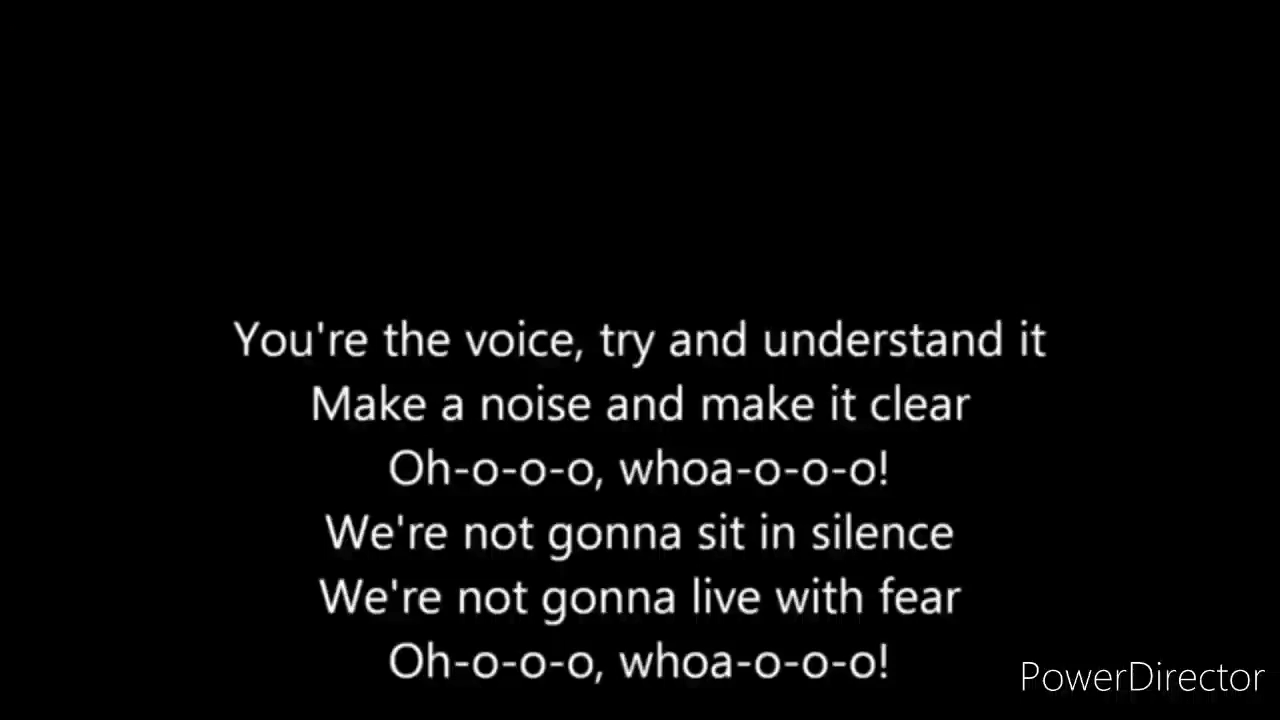 You're the voice, try and understand it
Make a noise and make it clear
Oh-o-o-o, whoa-o-o-o!
We're not gonna sit in silence
We're not gonna live with fear
Oh-o-o-o, whoa-o-o-o!
PowerDirector